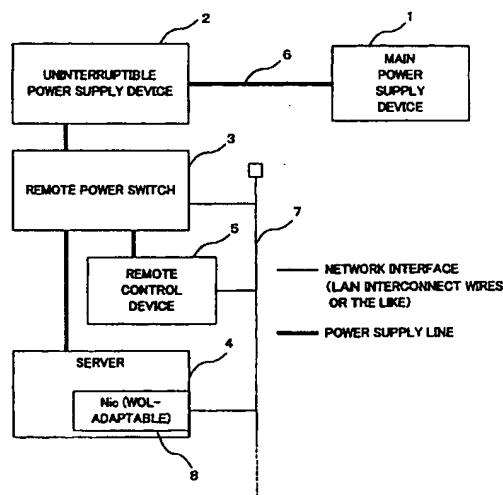 2
1
UNINTERRUPTIBLE
POWER SUPPLY DEVICE
6
MAIN
POWER
SUPPLY
DEVICE
3
REMOTE POWER SWITCH
7
5
REMOTE
CONTROL
DEVICE
NETWORK INTERFACE
(LAN INTERCONNECT WIRES
OR THE LIKE)
POWER SUPPLY LINE
4
SERVER
Nic (WOL-
ADAPTABLE)
8